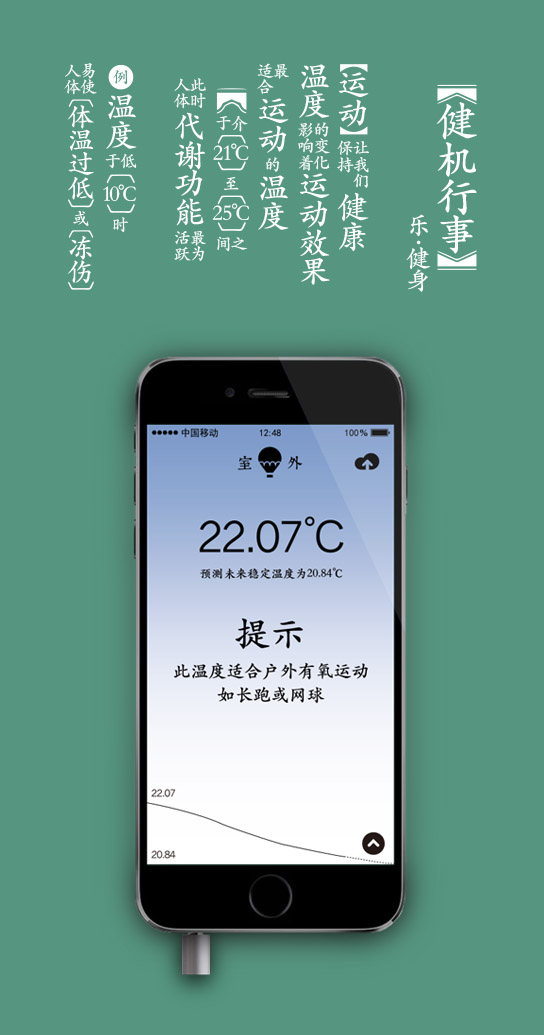 《健机行事》
乐·健身
【运动】让我们保持健康
温度的变化影响着运动效果
最适合运动的温度
介于21℃至25℃之间
此时人体代谢功能最为活跃
例 温度低于10℃时
易使人体〔体温过低〕或〔冻伤〕
中国移动 12:48 100%
室外
22.07℃
预测未来稳定温度为20.84℃
提示
此温度适合户外有氧运动
如长跑或网球
22.07
20.84